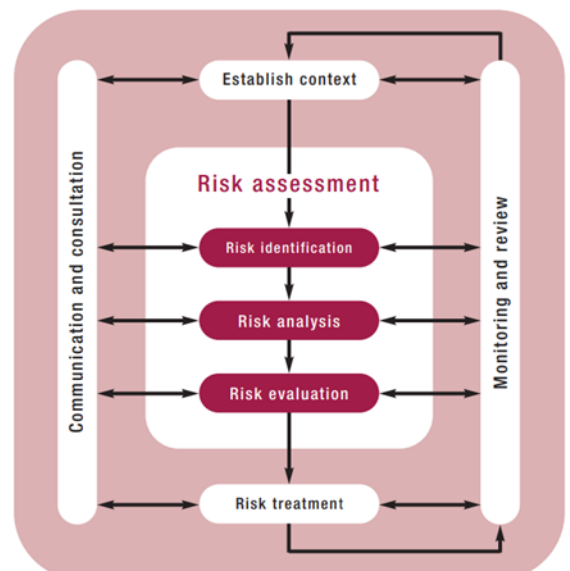 Establish context
Communication and consultation
Risk assessment
Risk identification
Risk analysis
Risk evaluation
Monitoring and review
Risk treatment